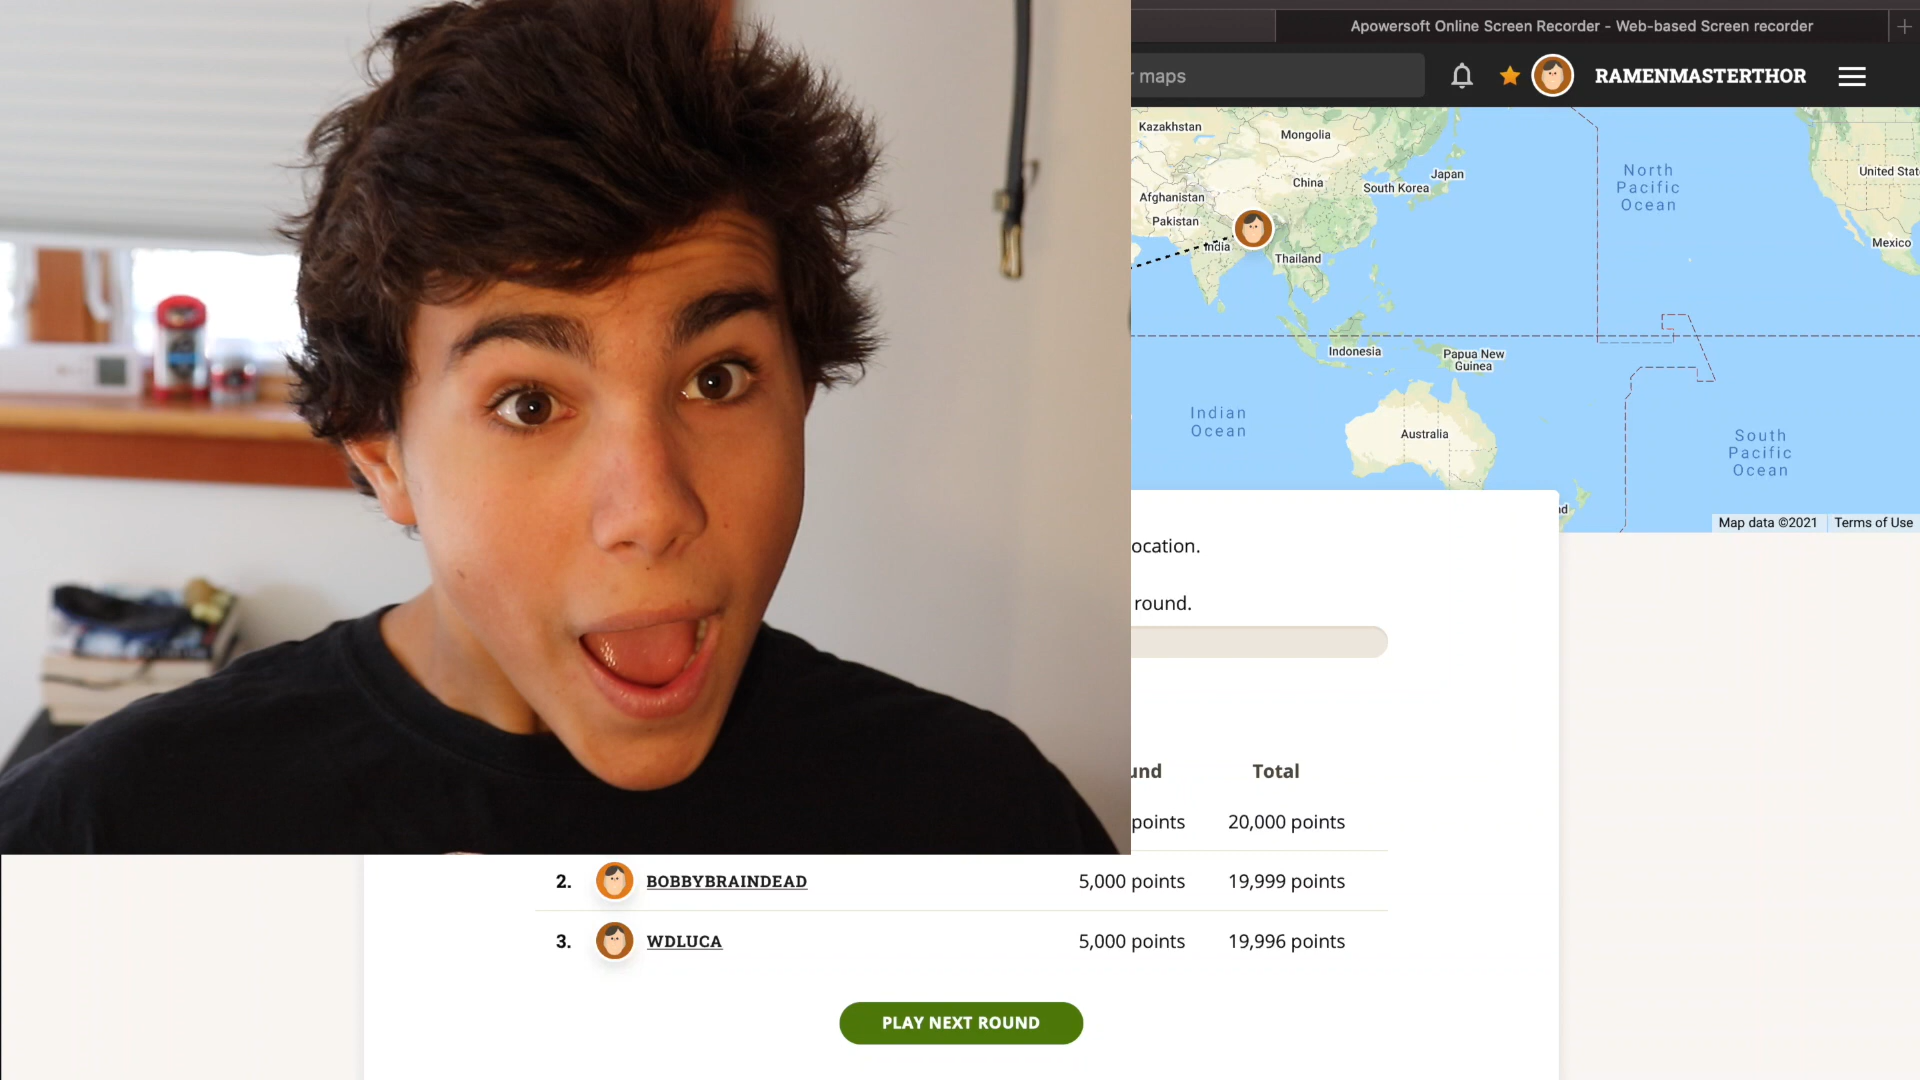 Apowersoft Online Screen Recorder - Web-based Screen recorder
maps
RAMENMASTERTHOR
Kazakhstan
Mongolia
North
Pacific
Ocean
United Stat
Japan
China
South Korea
Afghanistan
Pakistan
India
Mexico
Thailand
Indonesia
Papua New
Guinea
Indian
Ocean
Australia
South
Pacific
Ocean
nd
Map data ©2021
Terms of Use
ocation.
round.
und
Total
points
20,000 points
2.
BOBBYBRAINDEAD
5,000 points
19,999 points
3.
WDLUCA
5,000 points
19,996 points
PLAY NEXT ROUND